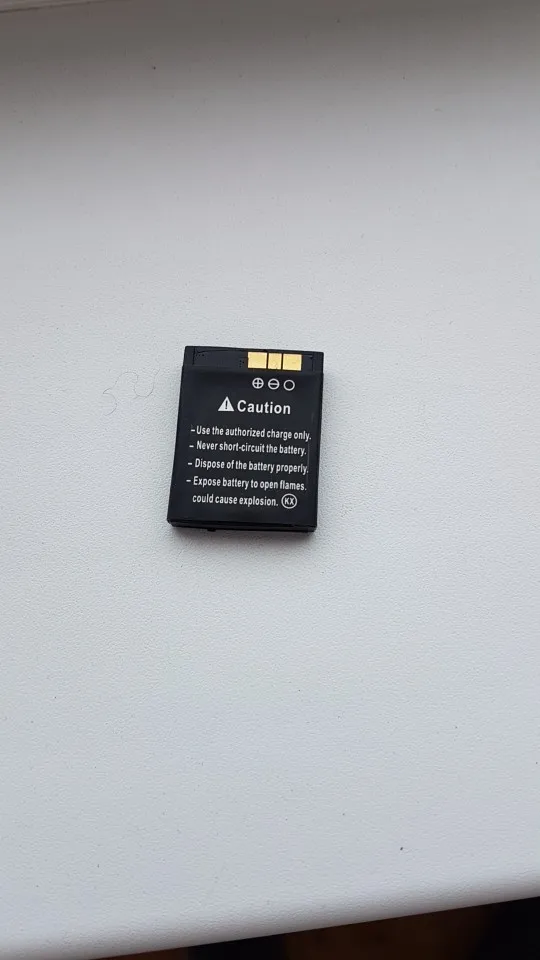 ⊕ ⊖ ○
⚠ Caution
- Use the authorized charge only.
- Never short-circuit the battery.
- Dispose of the battery properly.
- Expose battery to open flames.
could cause explosion. KX